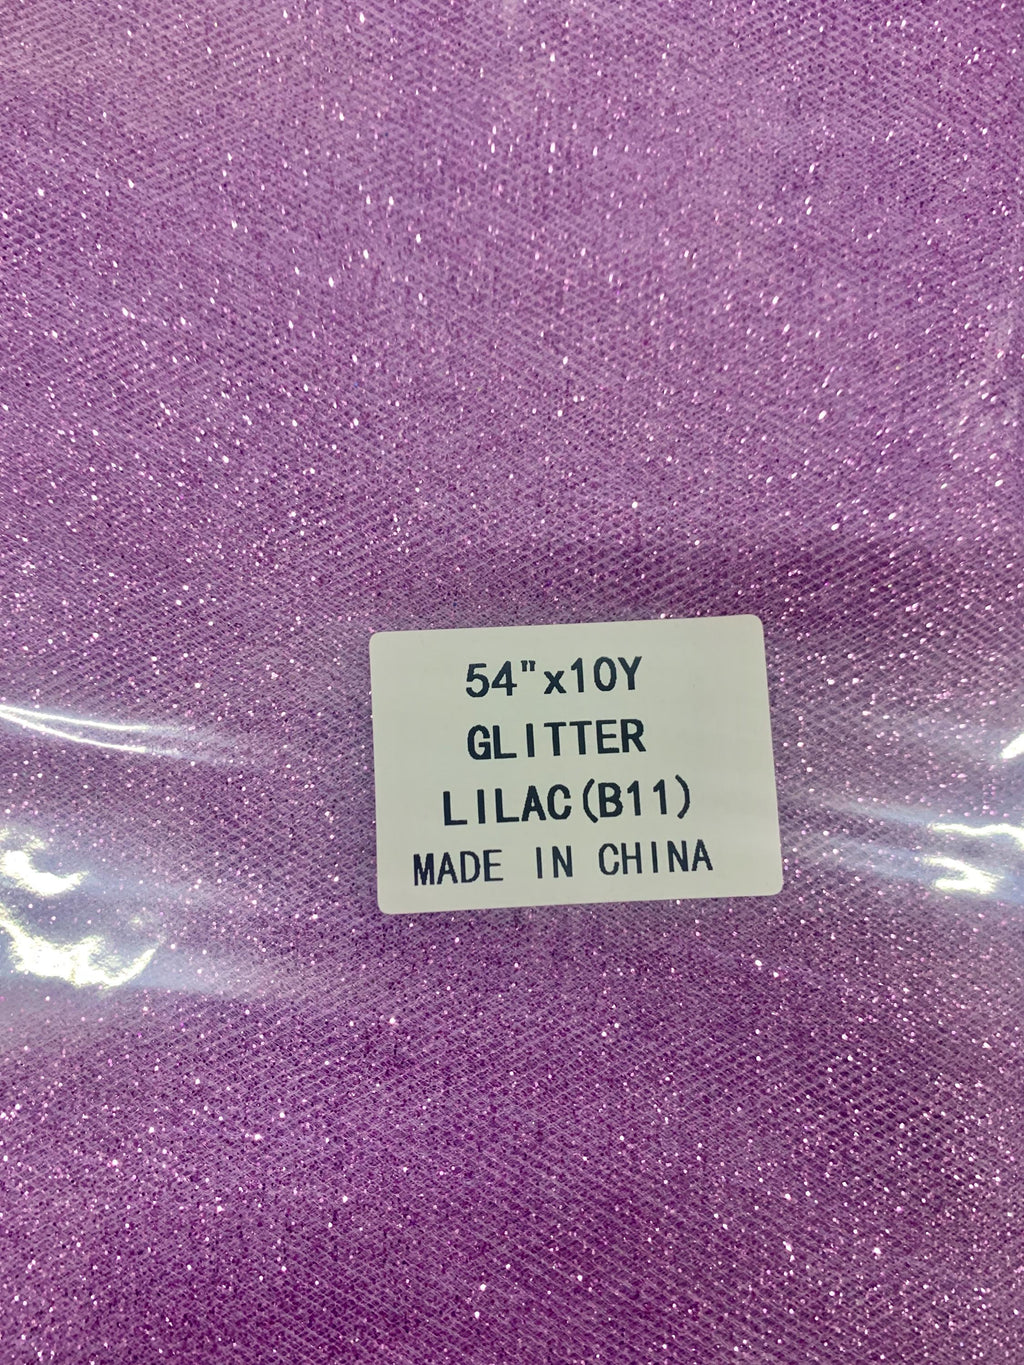 54"x10Y
GLITTER
LILAC(B11)
MADE IN CHINA